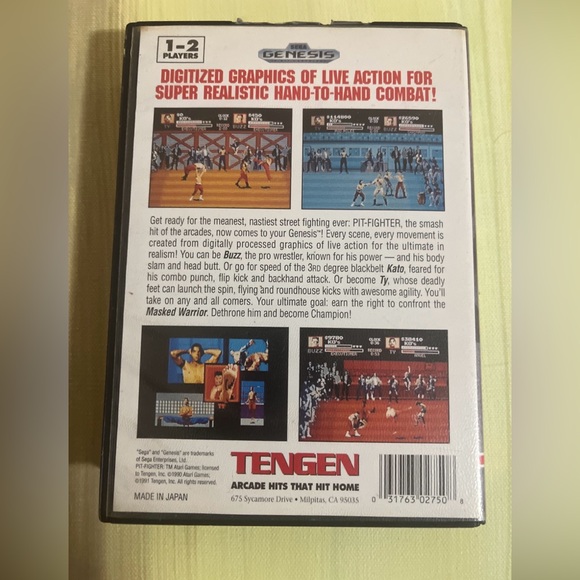 1-2
PLAYERS
SEGA
GENESIS
DIGITIZED GRAPHICS OF LIVE ACTION FOR
SUPER REALISTIC HAND-TO-HAND COMBAT!
Get ready for the meanest, nastiest street fighting ever: PIT-FIGHTER, the smash
hit of the arcades, now comes to your Genesis™! Every scene, every movement is
created from digitally processed graphics of live action for the ultimate in
realism! You can be Buzz, the pro wrestler, known for his power — and his body
slam and head butt. Or go for speed of the 3RD degree blackbelt Kato, feared for
his combo punch, flip kick and backhand attack. Or become Ty, whose deadly
feet can launch the spin, flying and roundhouse kicks with awesome agility. You'll
take on any and all corners. Your ultimate goal: earn the right to confront the
Masked Warrior. Dethrone him and become Champion!
TY
BUZZ
TY
"Sega" and "Genesis" are trademarks
of Sega Enterprises, Ltd.
PIT-FIGHTER: TM Atari Games; licensed
to Tengen, Inc. ©1990 Atari Games;
©1991 Tengen, Inc. All rights reserved.
MADE IN JAPAN
TENGEN
ARCADE HITS THAT HIT HOME
675 Sycamore Drive • Milpitas, CA 95035
0 31763 02750 8